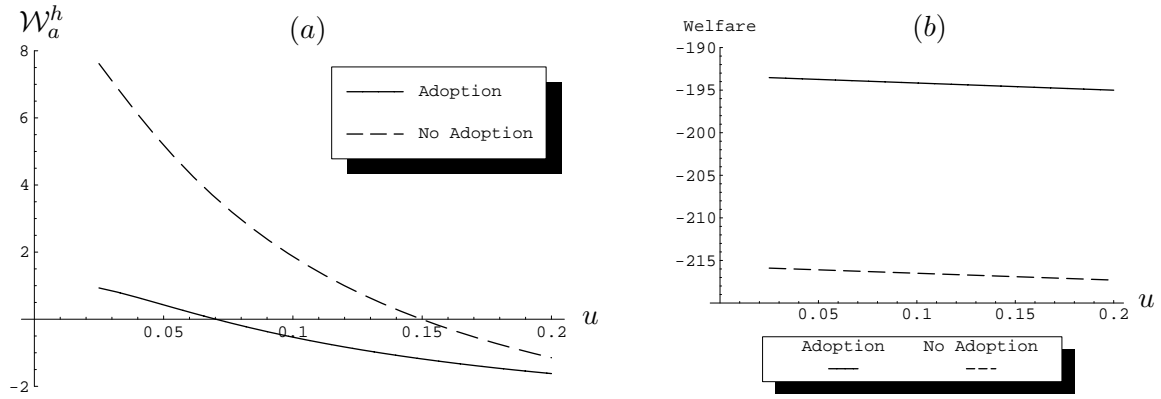 𝒲ₐʰ
(a)
8
6
4
2
-2
0.05
0.1
0.15
0.2
u
Adoption
No Adoption
(b)
Welfare
-190
-195
-200
-205
-210
-215
0.05
0.1
0.15
0.2
u
Adoption No Adoption